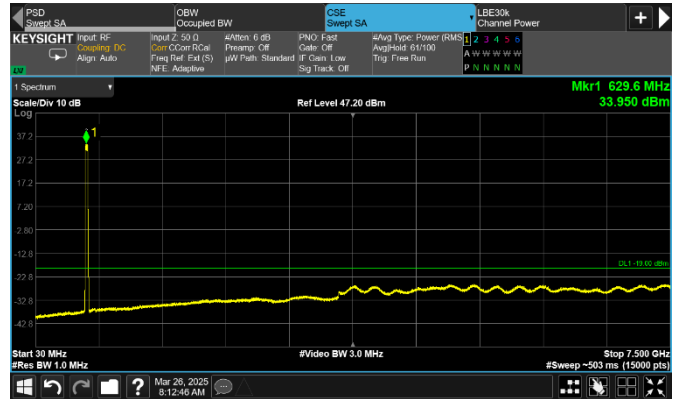 PSD
Swept SA
OBW
Occupied BW
CSE
Swept SA
LBE30k
Channel Power
+
KEYSIGHT
Input: RF
Coupling: DC
Align: Auto
Input Z: 50 Ω
Corr CCorr RCal
Freq Ref: Ext (S)
NFE: Adaptive
#Atten: 6 dB
Preamp: Off
µW Path: Standard
PNO: Fast
Gate: Off
IF Gain: Low
Sig Track: Off
#Avg Type: Power (RMS
Avg|Hold: 61/100
Trig: Free Run
1 2 3 4 5 6
A W W W W W
P N N N N N
1 Spectrum
Scale/Div 10 dB
Ref Level 47.20 dBm
Mkr1 629.6 MHz
33.950 dBm
Log
1
37.2
27.2
17.2
7.20
-2.80
-12.8
-22.8
-32.8
-42.8
DL1 -19.00 dBm
Start 30 MHz
#Video BW 3.0 MHz
Stop 7.500 GHz
#Res BW 1.0 MHz
#Sweep ~503 ms (15000 pts)
?
Mar 26, 2025
8:12:46 AM